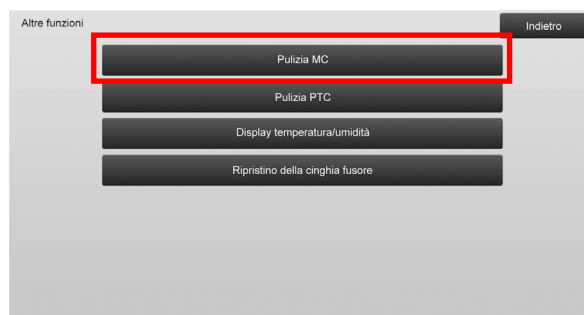 Altre funzioni
Indietro
Pulizia MC
Pulizia PTC
Display temperatura/umidità
Ripristino della cinghia fusore